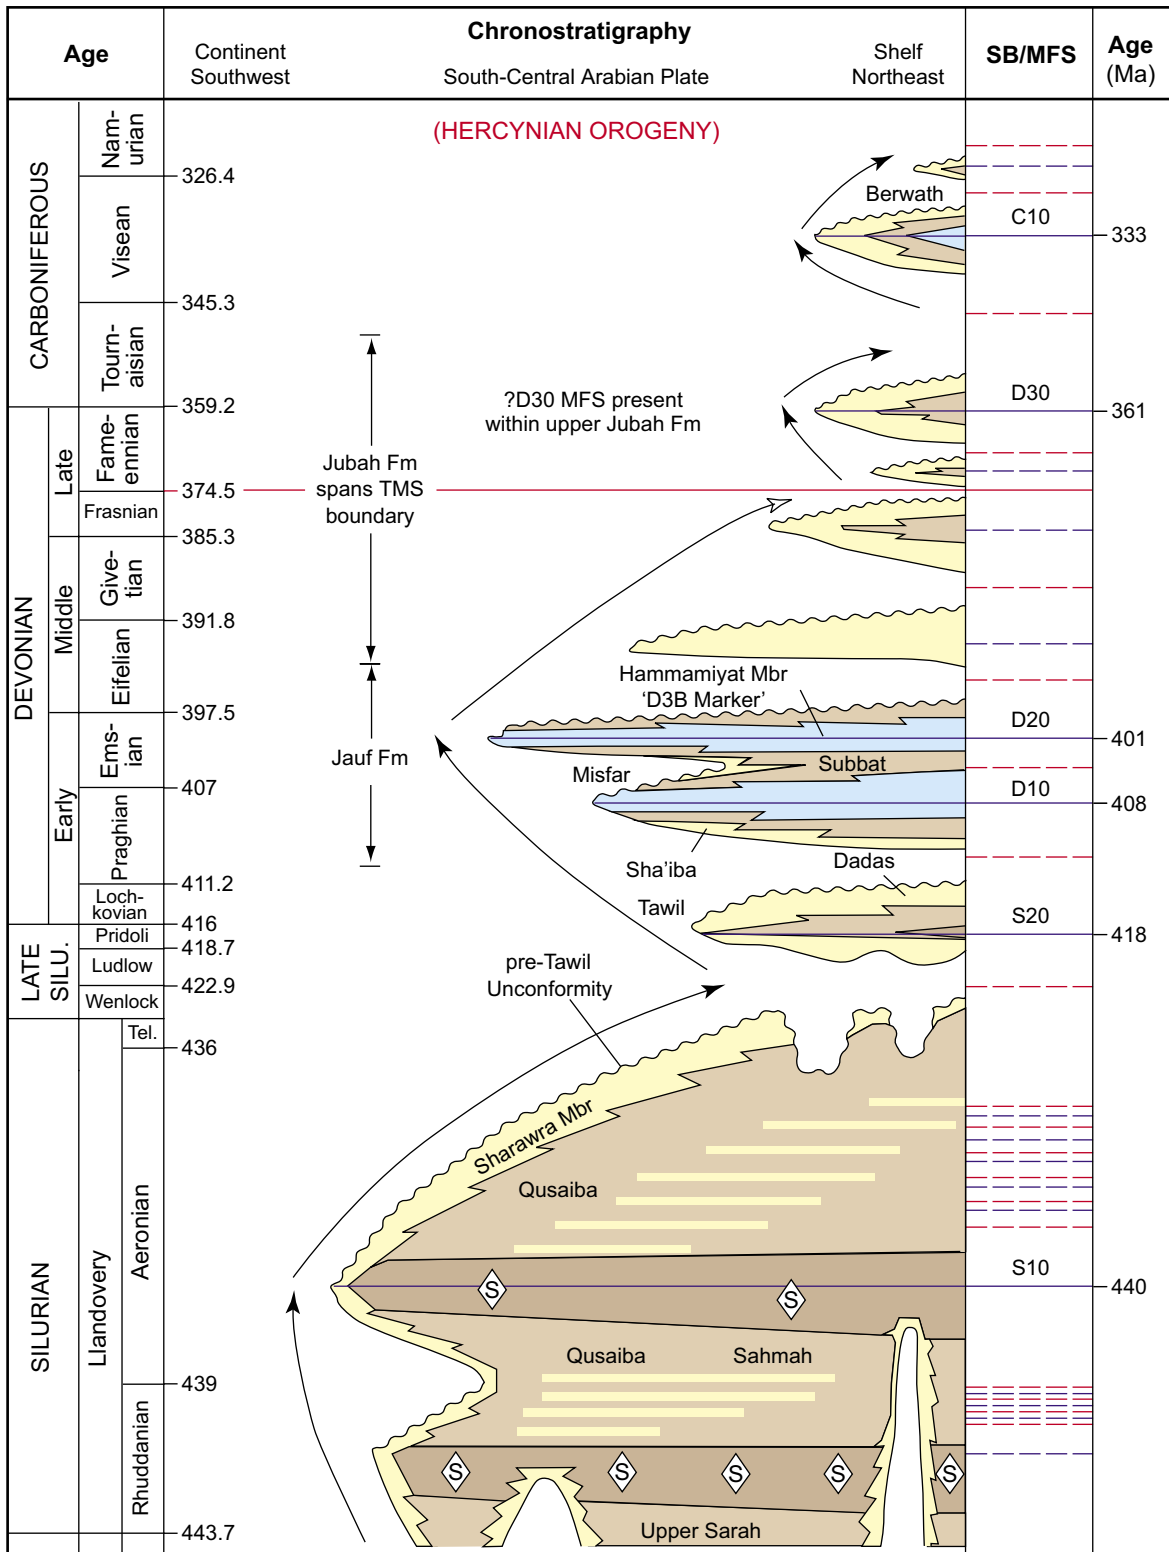 Age
Continent
Southwest
Chronostratigraphy
South-Central Arabian Plate
Shelf
Northeast
SB/MFS
Age
(Ma)
CARBONIFEROUS
Nam-
urian
Visean
Tourn-
aisian
DEVONIAN
Late
Middle
Early
Fame-
ennian
Frasnian
Give-
tian
Eifelian
Ems-
ian
Praghian
Loch-
kovian
LATE
SILU.
Pridoli
Ludlow
Wenlock
SILURIAN
Llandovery
Tel.
Aeronian
Rhuddanian
326.4
345.3
359.2
374.5
385.3
391.8
397.5
407
411.2
416
418.7
422.9
436
439
443.7
(HERCYNIAN OROGENY)
Berwath
?D30 MFS present
within upper Jubah Fm
Jubah Fm
spans TMS
boundary
Hammamiyat Mbr
'D3B Marker'
Jauf Fm
Misfar
Subbat
Sha'iba
Dadas
Tawil
pre-Tawil
Unconformity
Sharawra Mbr
Qusaiba
S
S
Qusaiba
Sahmah
S
S
S
S
S
Upper Sarah
C10
D30
D20
D10
S20
S10
333
361
401
408
418
440